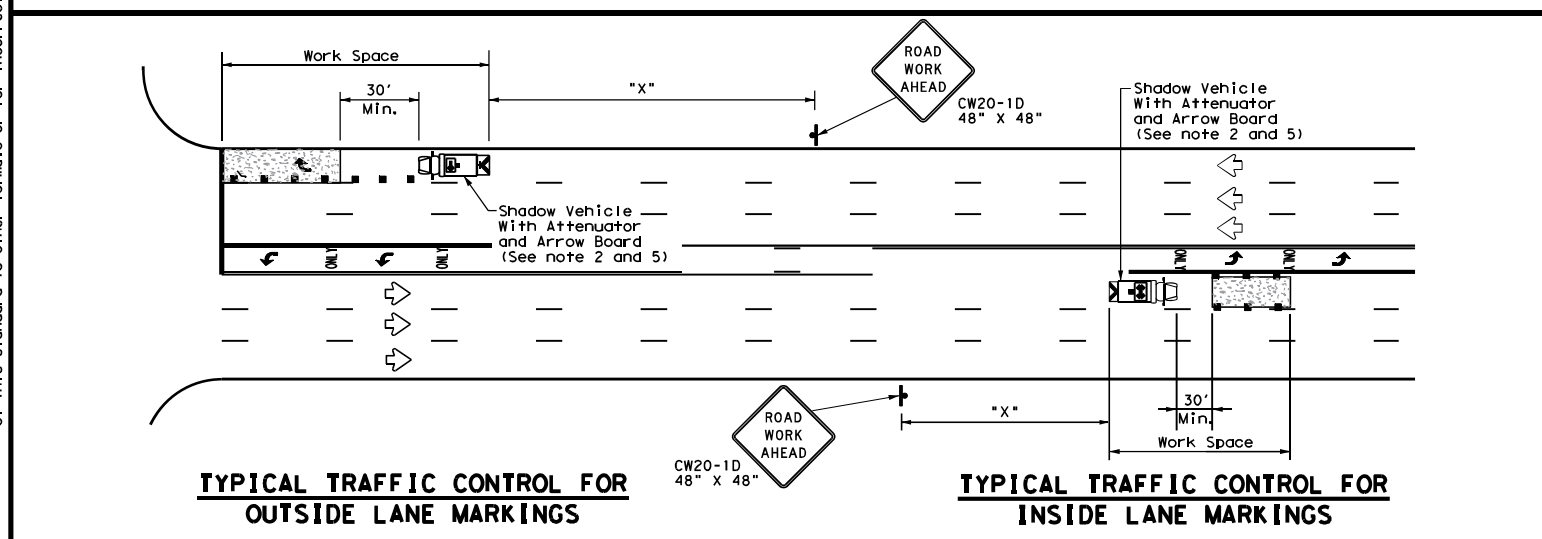 Work Space
30'
Min.
"X"
ROAD
WORK
AHEAD
CW20-1D
48" X 48"
Shadow Vehicle
With Attenuator
and Arrow Board
(See note 2 and 5)
Shadow Vehicle
With Attenuator
and Arrow Board
(See note 2 and 5)
ONLY
ONLY
ONLY
ONLY
ROAD
WORK
AHEAD
CW20-1D
48" X 48"
"X"
30'
Min.
Work Space
TYPICAL TRAFFIC CONTROL FOR
OUTSIDE LANE MARKINGS
TYPICAL TRAFFIC CONTROL FOR
INSIDE LANE MARKINGS